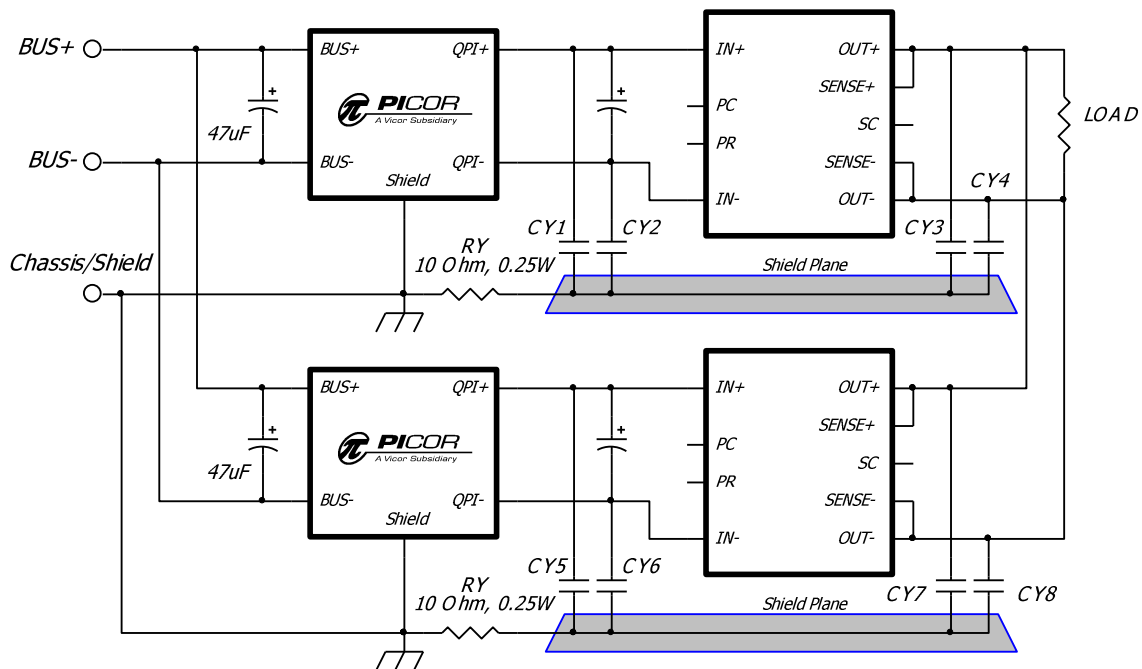 BUS+
BUS+
QPI+
IN+
OUT+
PICOR
A Vicor Subsidiary
SENSE+
PC
47uF
SC
LOAD
PR
BUS-
BUS-
QPI-
SENSE-
Shield
CY4
IN-
OUT-
CY1
CY2
CY3
Chassis/Shield
RY
10 Ohm, 0.25W
Shield Plane
BUS+
QPI+
IN+
OUT+
PICOR
A Vicor Subsidiary
SENSE+
PC
47uF
SC
PR
BUS-
QPI-
SENSE-
Shield
IN-
OUT-
CY5
CY6
RY
CY7
CY8
10 Ohm, 0.25W
Shield Plane